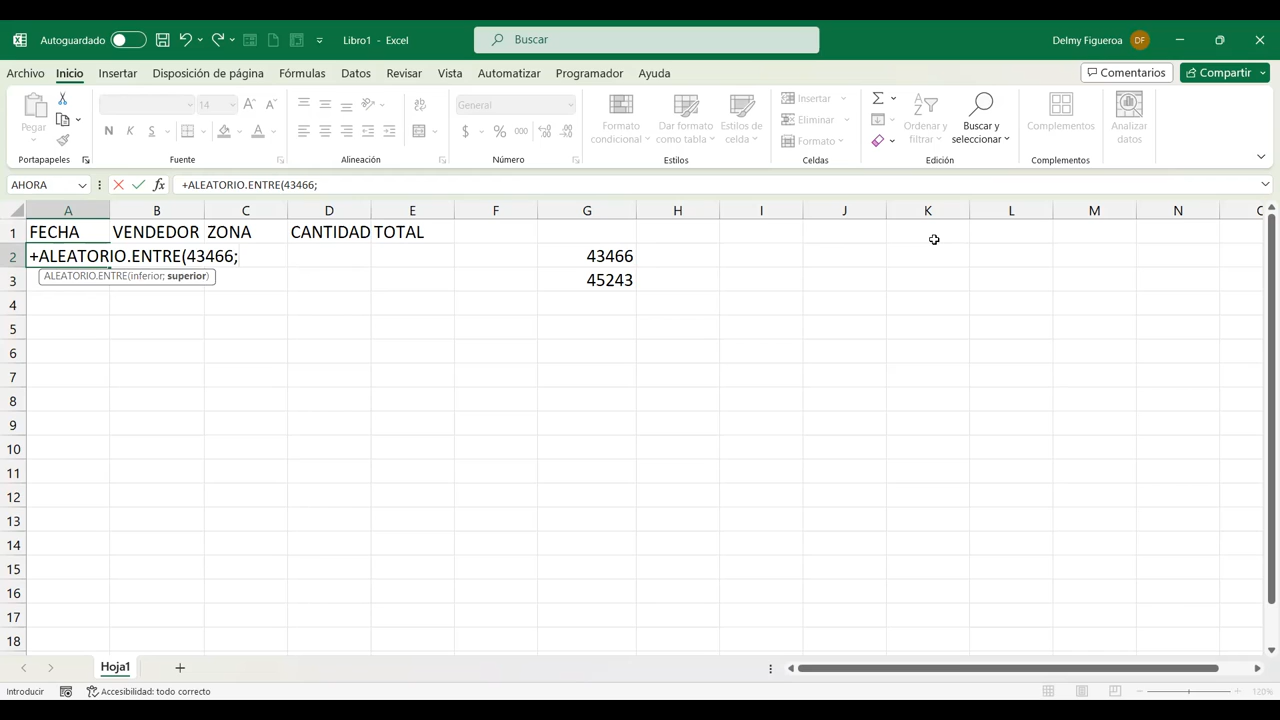 Autoguardado
Libro1 - Excel
Buscar
Delmy Figueroa DF
Archivo Inicio Insertar Disposición de página Fórmulas Datos Revisar Vista Automatizar Programador Ayuda
Comentarios Compartir
Pegar
Portapapeles
14
N K S
Fuente
Alineación
General
$ % 000
Número
Formato condicional
Dar formato como tabla
Estilos de celda
Estilos
Insertar
Eliminar
Formato
Celdas
Ordenar y filtrar
Buscar y seleccionar
Edición
Complementos
Complementos
Analizar datos
AHORA
fx
+ALEATORIO.ENTRE(43466;
A B C D E F G H I J K L M N
1 FECHA VENDEDOR ZONA CANTIDAD TOTAL
2 +ALEATORIO.ENTRE(43466; 43466
ALEATORIO.ENTRE(inferior; superior)
3 45243
4
5
6
7
8
9
10
11
12
13
14
15
16
17
18
Hoja1
Introducir
Accesibilidad: todo correcto
120%